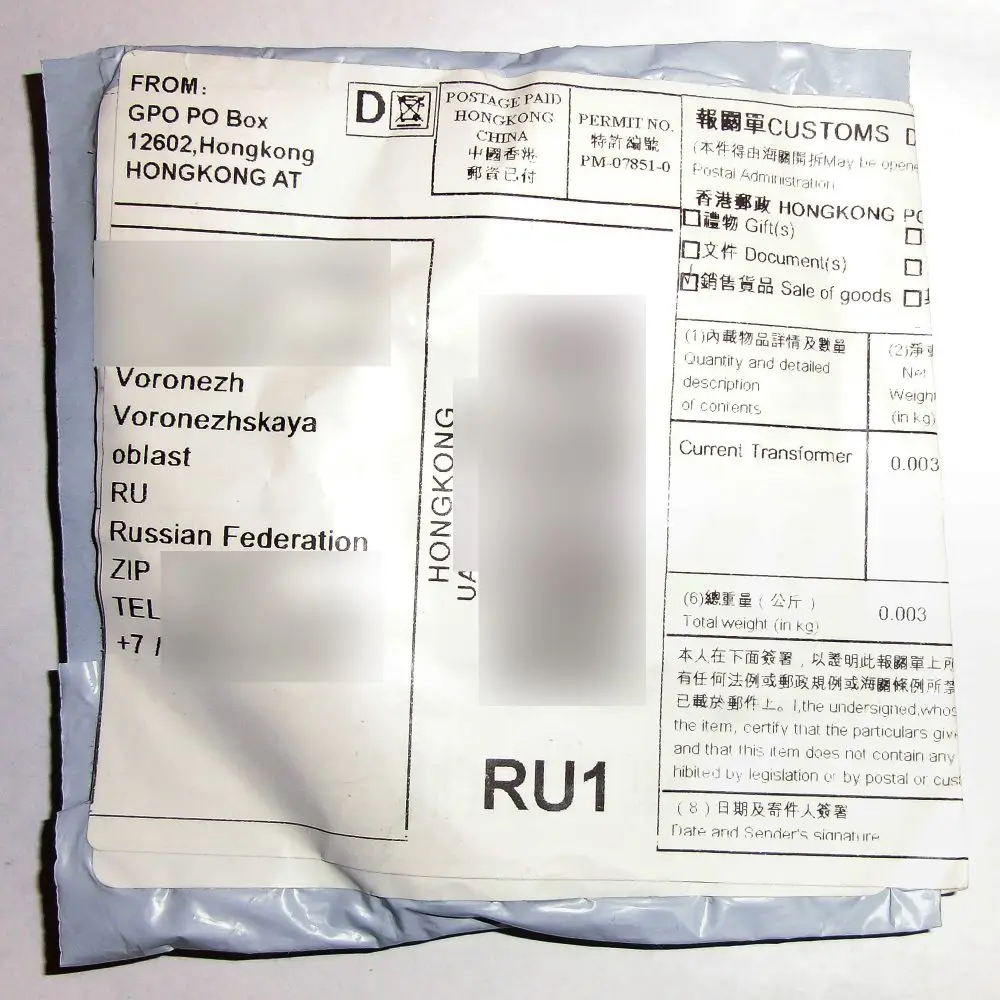 FROM:
GPO PO Box
12602,Hongkong
HONGKONG AT
D
POSTAGE PAID
HONGKONG
CHINA
中國香港
郵資已付
PERMIT NO.
特許編號
PM-07851-0
報關單CUSTOMS D
(本件得由海關開拆May be opene
Postal Administration
香港郵政 HONGKONG PO
禮物 Gift(s)
文件 Document(s)
銷售貨品 Sale of goods
(1)內載物品詳情及數量
Quantity and detailed
description
of contents
(2)淨重
Net
Weight
(in kg)
Current Transformer
0.003
(6)總重量（公斤）
Total weight (in kg)
0.003
本人在下面簽署，以證明此報關單上所
有任何法例或郵政規例或海關條例所禁
已載於郵件上。I,the undersigned,whos
the item, certify that the particulars give
and that this item does not contain any
hibited by legislation or by postal or cust
(8)日期及寄件人簽署
Date and Sender's signature
Voronezh
Voronezhskaya
oblast
RU
Russian Federation
ZIP
TEL
+7
HONGKONG
UA
RU1